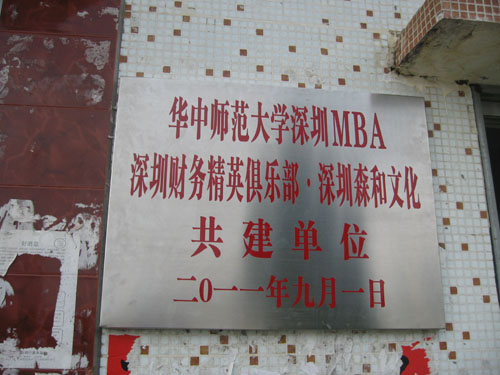 华中师范大学深圳MBA
深圳财务精英俱乐部·深圳森和文化
共建单位
二0一一年九月一日